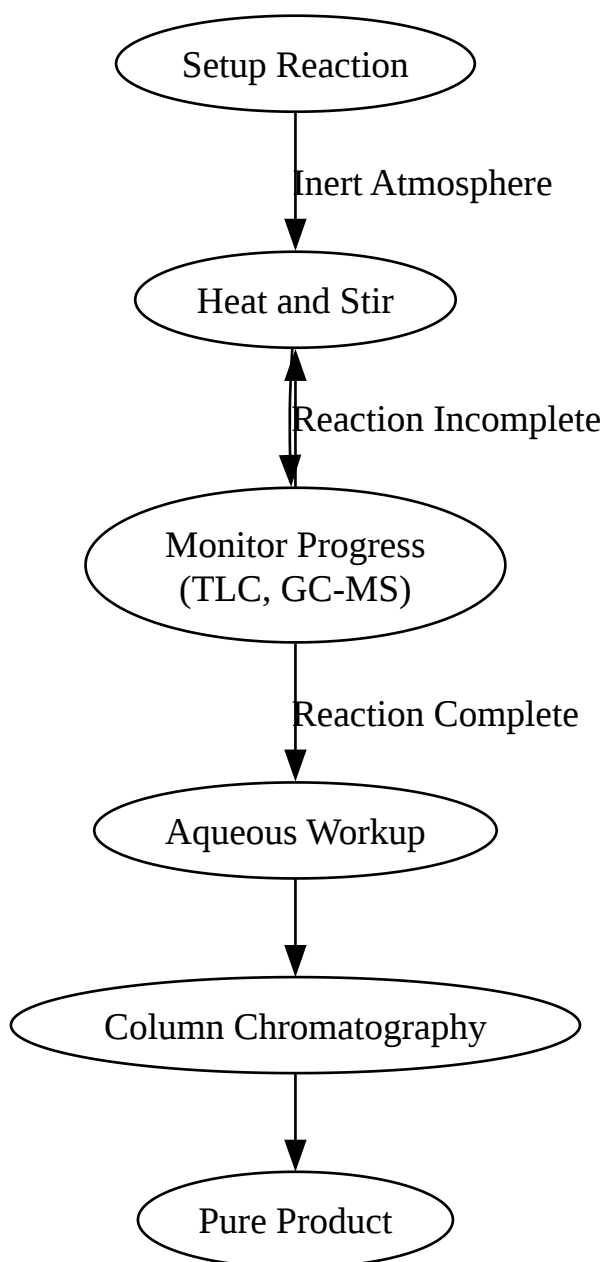 Setup Reaction
Inert Atmosphere
Heat and Stir
Reaction Incomplete
Monitor Progress
(TLC, GC-MS)
Reaction Complete
Aqueous Workup
Column Chromatography
Pure Product